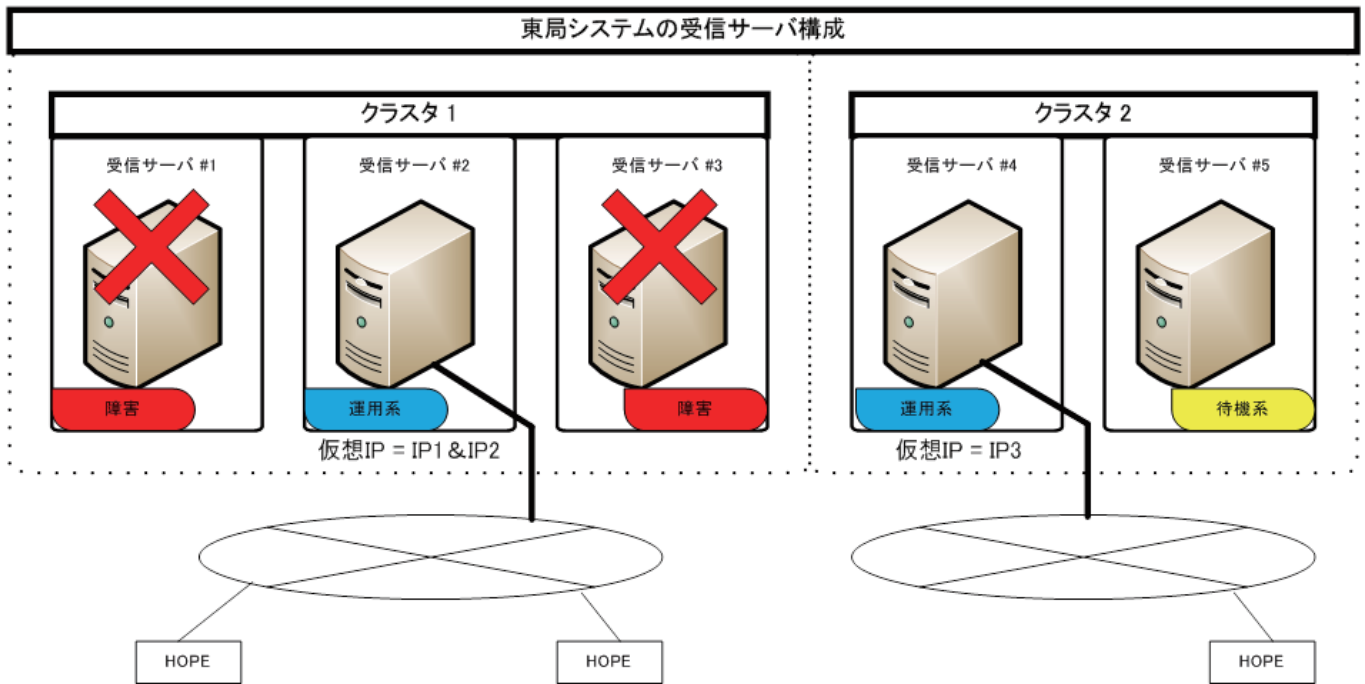 東局システムの受信サーバ構成
クラスタ 1
クラスタ 2
受信サーバ #1
受信サーバ #2
受信サーバ #3
受信サーバ #4
受信サーバ #5
障害
運用系
障害
運用系
待機系
仮想IP = IP1&IP2
仮想IP = IP3
HOPE
HOPE
HOPE